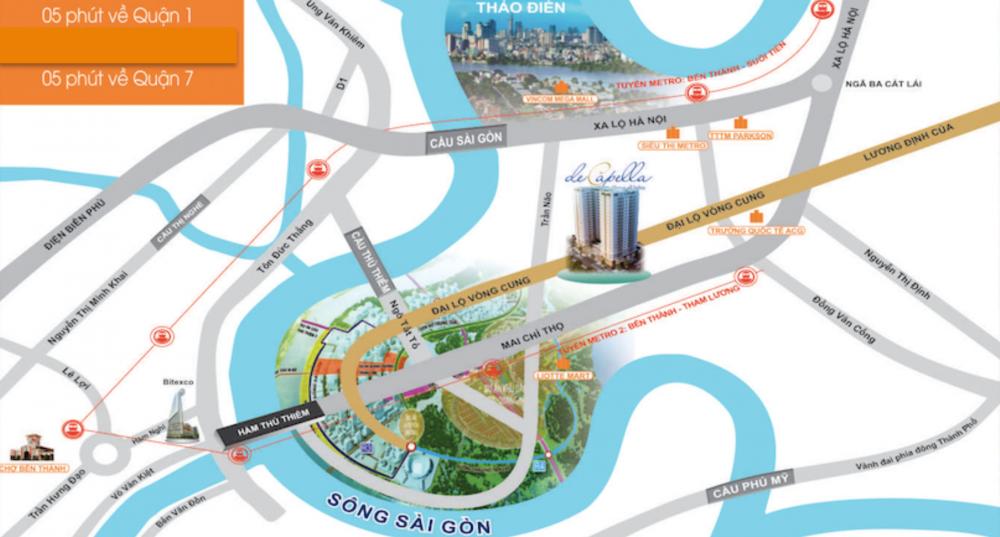 05 phút về Quận 1
05 phút về Quận 7
THẢO ĐIỀN
Ung Văn Khiêm
D1
XA LỘ HÀ NỘI
NGÃ BA CÁT LÁI
TUYẾN METRO: BẾN THÀNH - SUỐI TIÊN
VINCOM MEGA MALL
CẦU SÀI GÒN
XA LỘ HÀ NỘI
SIÊU THỊ METRO
TTTM PARKSON
LƯƠNG ĐỊNH CỦA
de Capella
ĐIỆN BIÊN PHỦ
CẦU THỊ NGHÈ
Tôn Đức Thắng
CẦU THỦ THIÊM
Trần Não
ĐẠI LỘ VÒNG CUNG
TRƯỜNG QUỐC TẾ ACG
Nguyễn Thị Định
Nguyễn Thị Minh Khai
ĐẠI LỘ VÒNG CUNG
Ngô Tất Tố
MAI CHÍ THỌ
TUYẾN METRO 2: BẾN THÀNH - THAM LƯƠNG
Đồng Văn Cống
LOTTE MART
Lê Lợi
Bitexco
HẦM THỦ THIÊM
Hàm Nghi
CHỢ BẾN THÀNH
Trần Hưng Đạo
Võ Văn Kiệt
Bến Vân Đồn
SÔNG SÀI GÒN
CẦU PHÚ MỸ
Vành đai phía đông Thành Phố